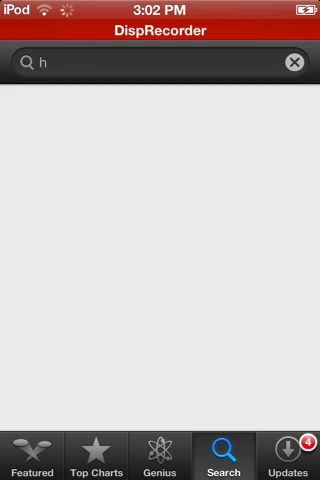 iPod 3:02 PM
DispRecorder
h
Featured Top Charts Genius Search Updates
4